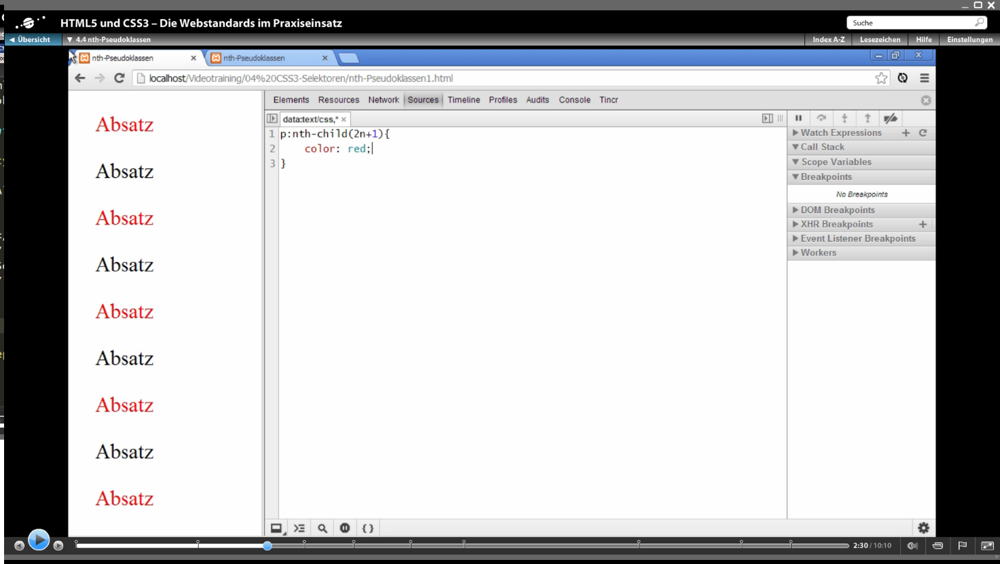 HTML5 und CSS3 – Die Webstandards im Praxiseinsatz
Suche
◀ Übersicht
▼ 4.4 nth-Pseudoklassen
Index A-Z
Lesezeichen
Hilfe
Einstellungen
nth-Pseudoklassen ×
nth-Pseudoklassen ×
localhost/Videotraining/04%20CSS3-Selektoren/nth-Pseudoklassen1.html
Absatz
Absatz
Absatz
Absatz
Absatz
Absatz
Absatz
Absatz
Absatz
Elements Resources Network Sources Timeline Profiles Audits Console Tincr
data:text/css,* ×
1 p:nth-child(2n+1){
2 color: red;
3 }
Watch Expressions
Call Stack
Scope Variables
Breakpoints
No Breakpoints
DOM Breakpoints
XHR Breakpoints
Event Listener Breakpoints
Workers
2:30 / 10:10